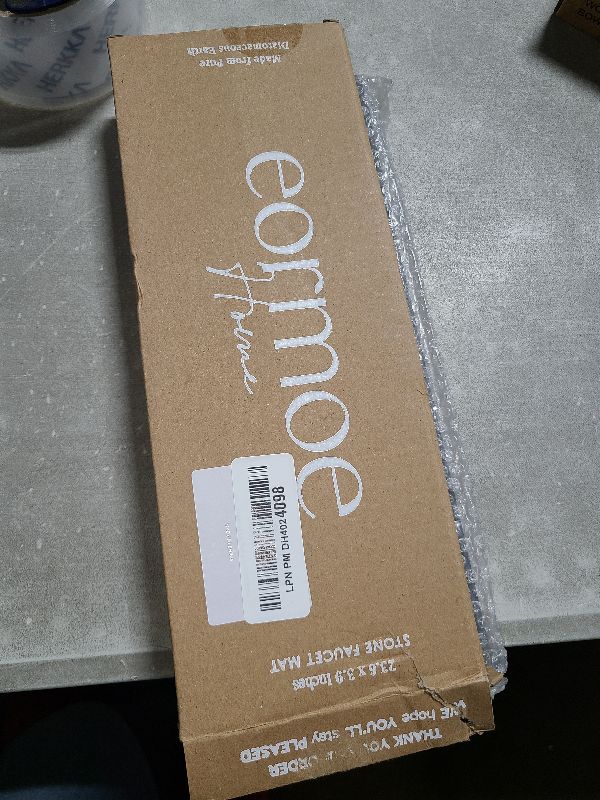 Made from Pure
Diatomaceous Earth
eormoe
Home
LPN PM DH4024098
23.6 x 3.9 Inches
STONE FAUCET MAT
THANK ORDER
WE hope YOU'LL stay PLEASED
HERKKV